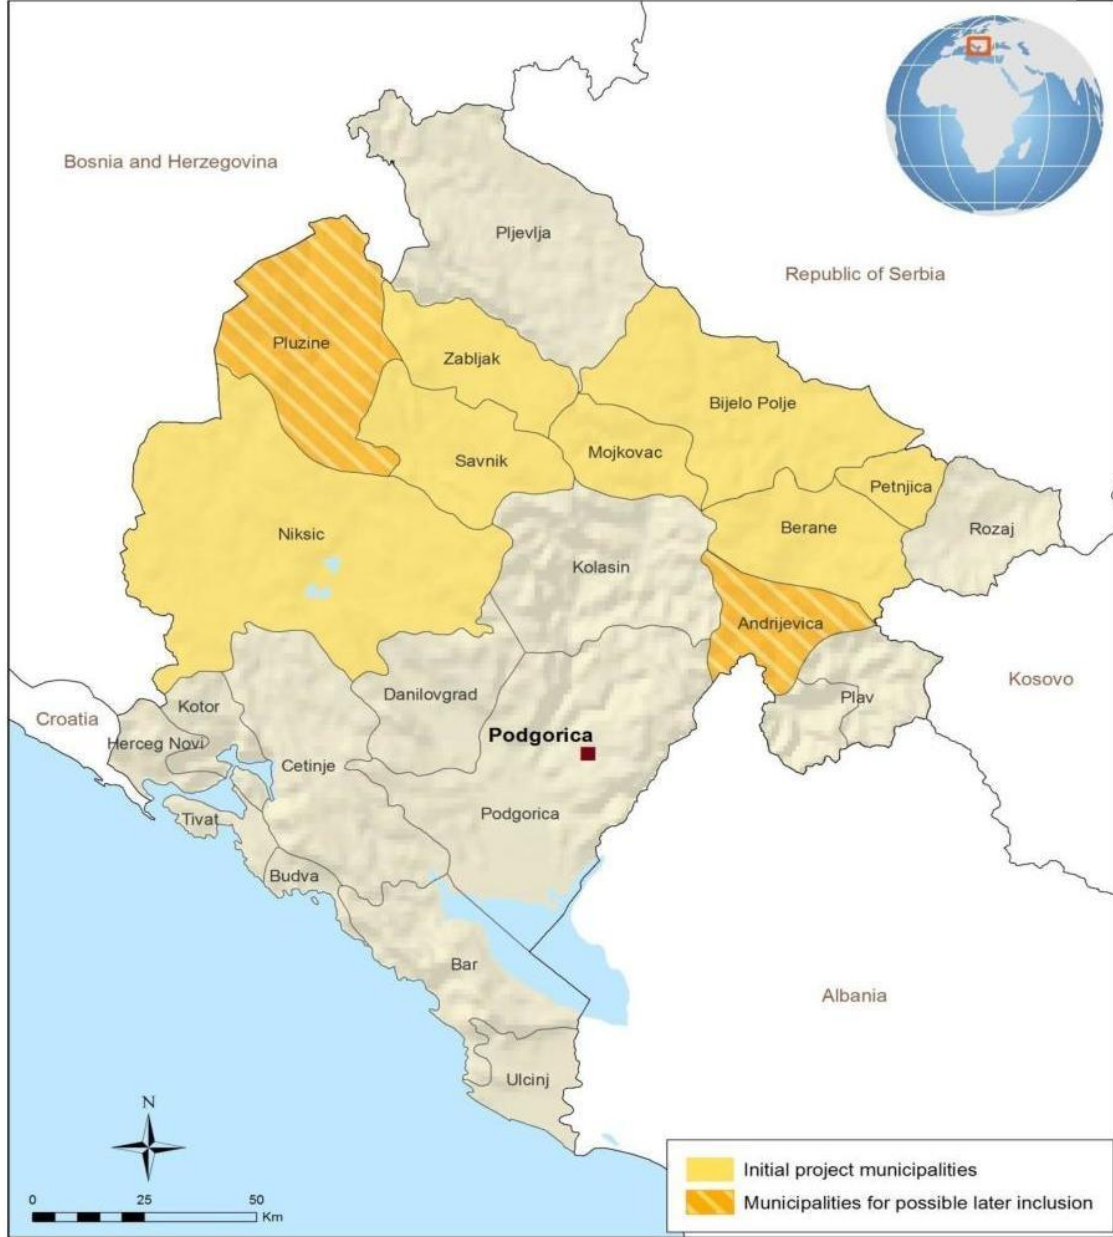 Bosnia and Herzegovina
Pljevlja
Republic of Serbia
Pluzine
Zabljak
Bijelo Polje
Savnik
Mojkovac
Petnjica
Niksic
Berane
Rozaj
Kolasin
Andrijevica
Kosovo
Danilovgrad
Plav
Kotor
Croatia
Herceg Novi
Podgorica
Cetinje
Tivat
Podgorica
Budva
Bar
Albania
Ulcinj
N
Initial project municipalities
Municipalities for possible later inclusion
0 25 50
Km